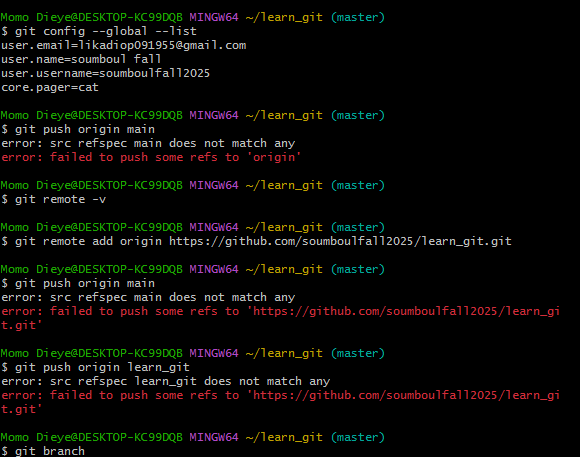 Momo Dieye@DESKTOP-KC99DQB MINGW64 ~/learn_git (master)
$ git config --global --list
user.email=likadiop091955@gmail.com
user.name=soumboul fall
user.username=soumboulfall2025
core.pager=cat
Momo Dieye@DESKTOP-KC99DQB MINGW64 ~/learn_git (master)
$ git push origin main
error: src refspec main does not match any
error: failed to push some refs to 'origin'
Momo Dieye@DESKTOP-KC99DQB MINGW64 ~/learn_git (master)
$ git remote -v
Momo Dieye@DESKTOP-KC99DQB MINGW64 ~/learn_git (master)
$ git remote add origin https://github.com/soumboulfall2025/learn_git.git
Momo Dieye@DESKTOP-KC99DQB MINGW64 ~/learn_git (master)
$ git push origin main
error: src refspec main does not match any
error: failed to push some refs to 'https://github.com/soumboulfall2025/learn_gi
t.git'
Momo Dieye@DESKTOP-KC99DQB MINGW64 ~/learn_git (master)
$ git push origin learn_git
error: src refspec learn_git does not match any
error: failed to push some refs to 'https://github.com/soumboulfall2025/learn_gi
t.git'
Momo Dieye@DESKTOP-KC99DQB MINGW64 ~/learn_git (master)
$ git branch